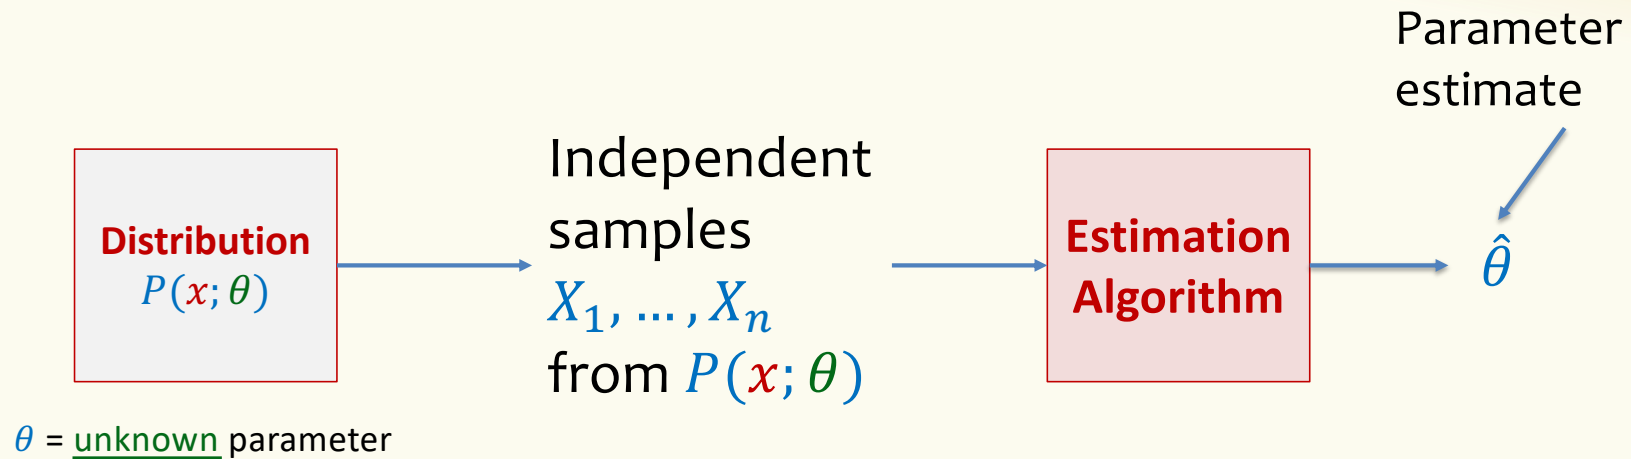 Parameter
estimate
Distribution
P(x; θ)
Independent
samples
X₁, … , Xₙ
from P(x; θ)
Estimation
Algorithm
θ̂
θ = unknown parameter